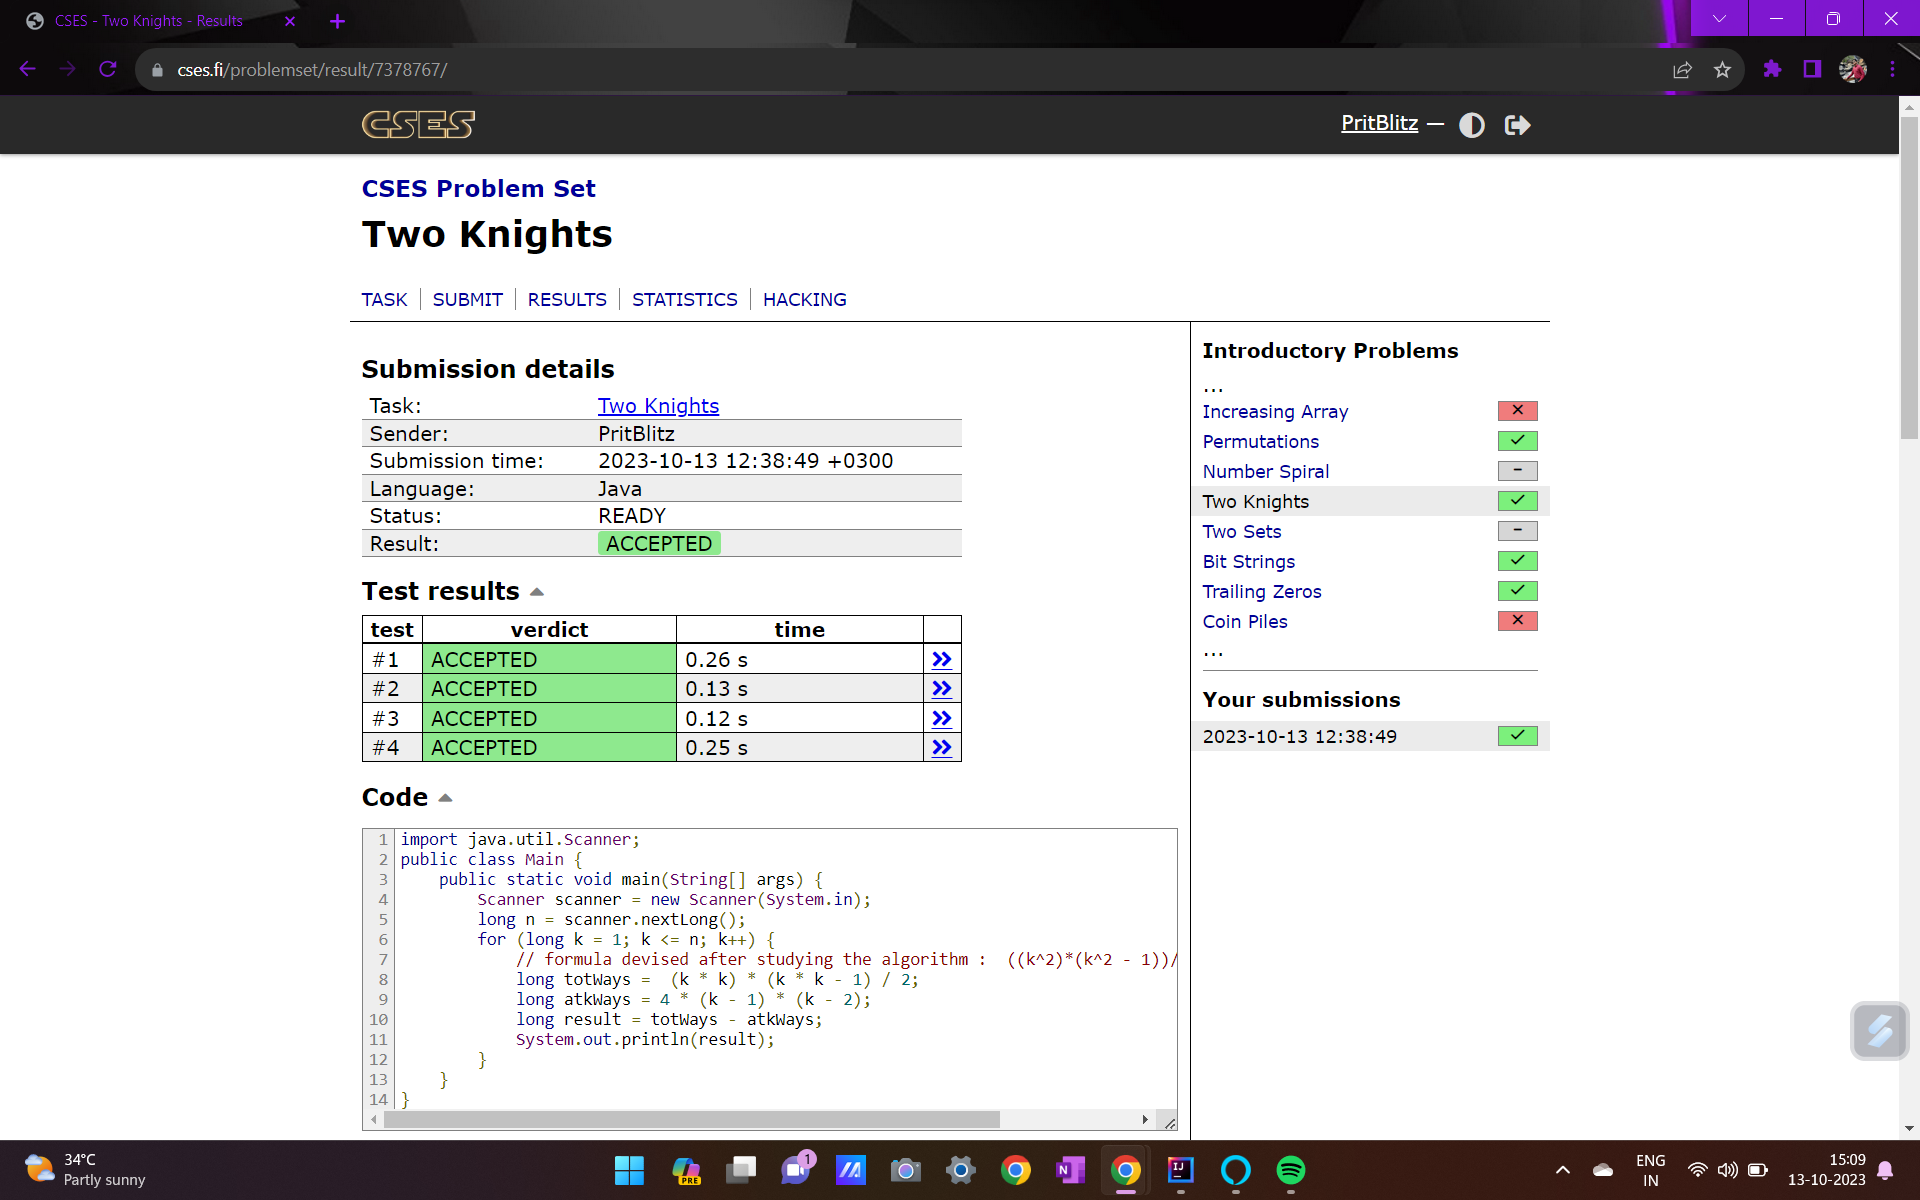 CSES - Two Knights - Results
cses.fi/problemset/result/7378767/
CSES
PritBlitz —
CSES Problem Set
Two Knights
TASK SUBMIT RESULTS STATISTICS HACKING
Submission details
Task: Two Knights
Sender: PritBlitz
Submission time: 2023-10-13 12:38:49 +0300
Language: Java
Status: READY
Result: ACCEPTED
Test results
test verdict time
#1 ACCEPTED 0.26 s
#2 ACCEPTED 0.13 s
#3 ACCEPTED 0.12 s
#4 ACCEPTED 0.25 s
Code
1 import java.util.Scanner;
2 public class Main {
3     public static void main(String[] args) {
4         Scanner scanner = new Scanner(System.in);
5         long n = scanner.nextLong();
6         for (long k = 1; k <= n; k++) {
7             // formula devised after studying the algorithm :  ((k^2)*(k^2 - 1))/
8             long totWays =  (k * k) * (k * k - 1) / 2;
9             long atkWays = 4 * (k - 1) * (k - 2);
10             long result = totWays - atkWays;
11             System.out.println(result);
12         }
13     }
14 }
Introductory Problems
...
Increasing Array
Permutations
Number Spiral
Two Knights
Two Sets
Bit Strings
Trailing Zeros
Coin Piles
...
Your submissions
2023-10-13 12:38:49
34°C
Partly sunny
PRE
1
N
IJ
ENG
IN
15:09
13-10-2023